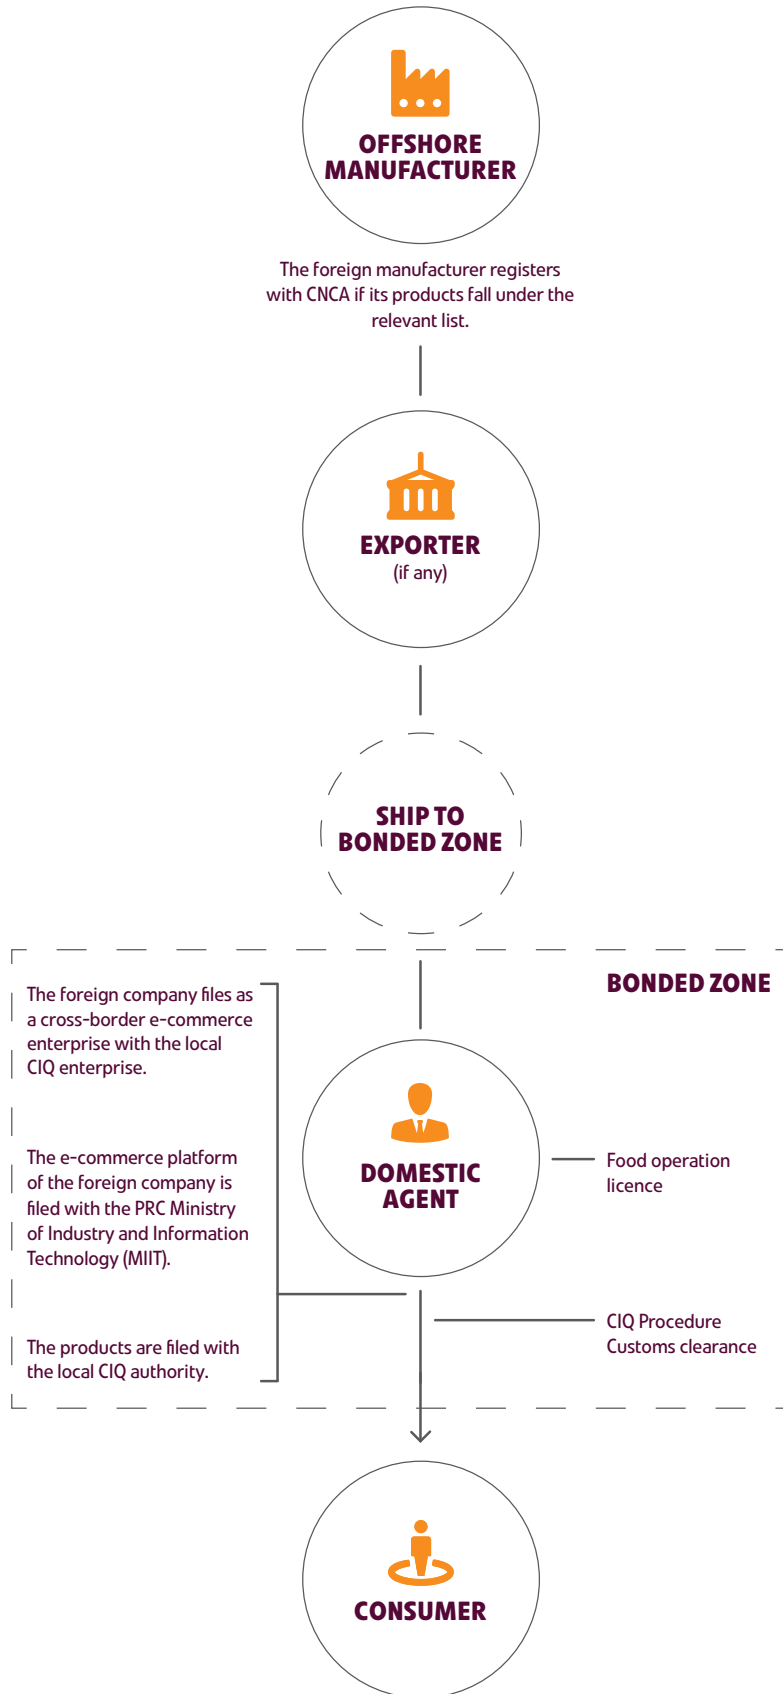 OFFSHORE
MANUFACTURER
The foreign manufacturer registers
with CNCA if its products fall under the
relevant list.
EXPORTER
(if any)
SHIP TO
BONDED ZONE
BONDED ZONE
The foreign company files as
a cross-border e-commerce
enterprise with the local
CIQ enterprise.
The e-commerce platform
of the foreign company is
filed with the PRC Ministry
of Industry and Information
Technology (MIIT).
The products are filed with
the local CIQ authority.
DOMESTIC
AGENT
Food operation
licence
CIQ Procedure
Customs clearance
CONSUMER